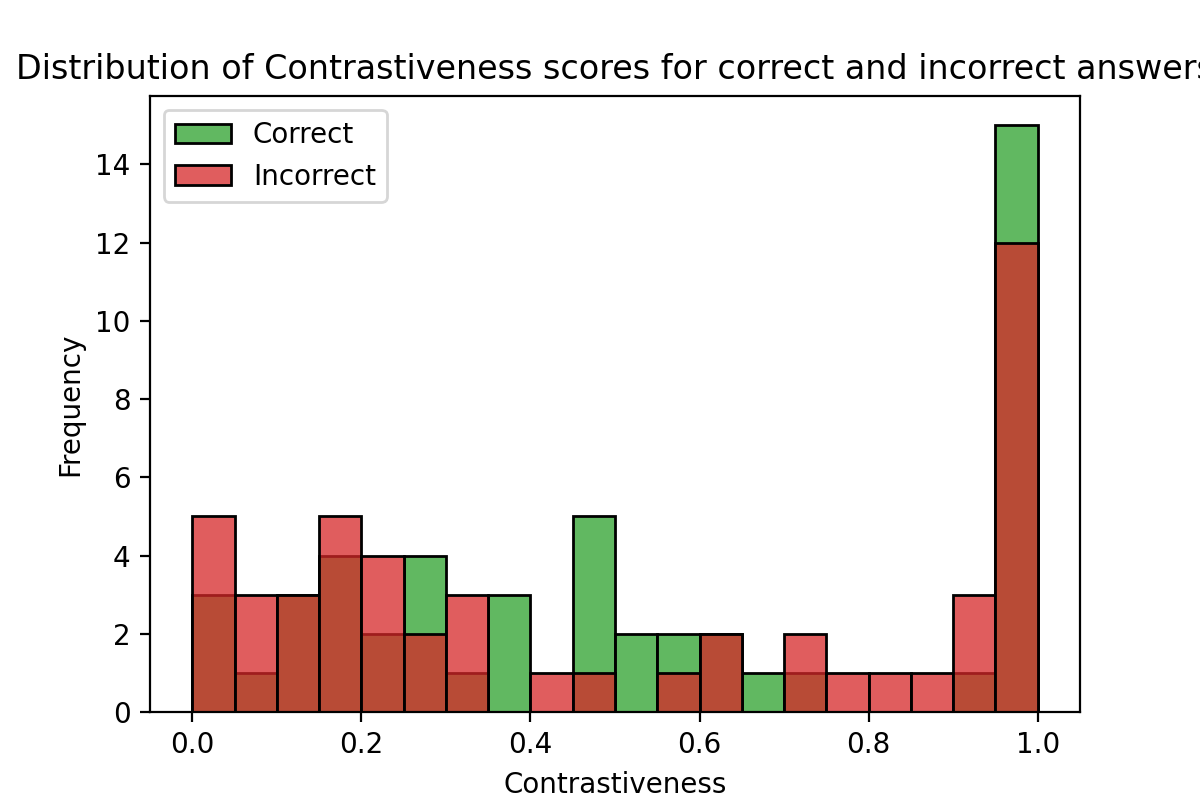 Distribution of Contrastiveness scores for correct and incorrect answers
Correct
Incorrect
14
12
10
8
6
4
2
0
Frequency
0.0 0.2 0.4 0.6 0.8 1.0
Contrastiveness